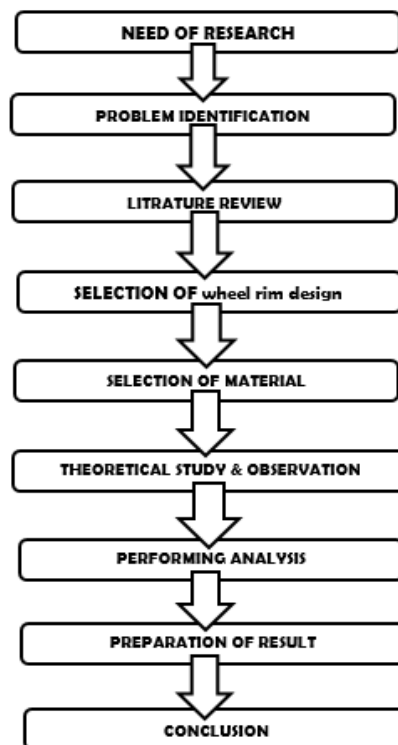 NEED OF RESEARCH
PROBLEM IDENTIFICATION
LITRATURE REVIEW
SELECTION OF wheel rim design
SELECTION OF MATERIAL
THEORETICAL STUDY & OBSERVATION
PERFORMING ANALYSIS
PREPARATION OF RESULT
CONCLUSION